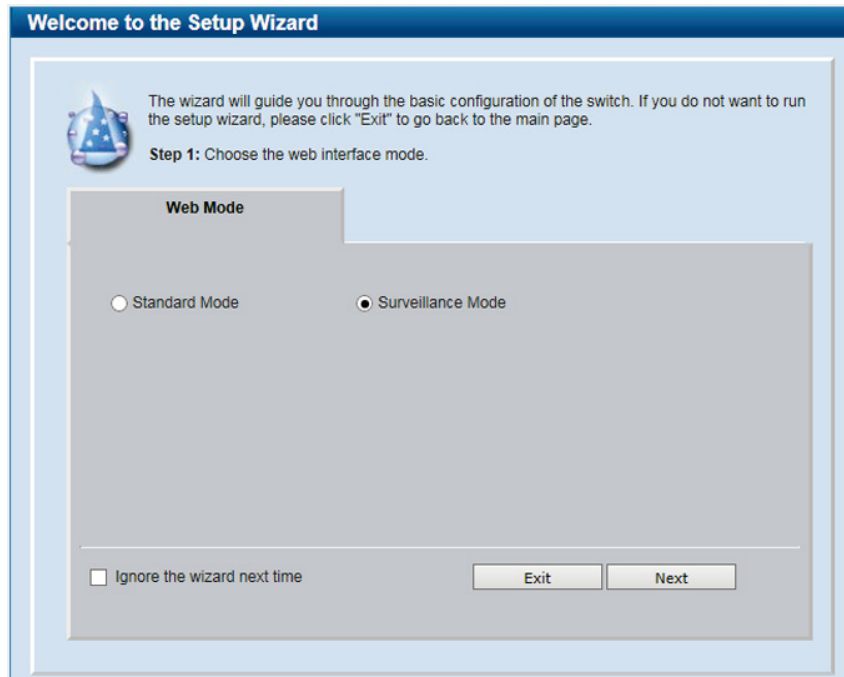 Welcome to the Setup Wizard
The wizard will guide you through the basic configuration of the switch. If you do not want to run
the setup wizard, please click "Exit" to go back to the main page.
Step 1: Choose the web interface mode.
Web Mode
Standard Mode
Surveillance Mode
Ignore the wizard next time
Exit
Next